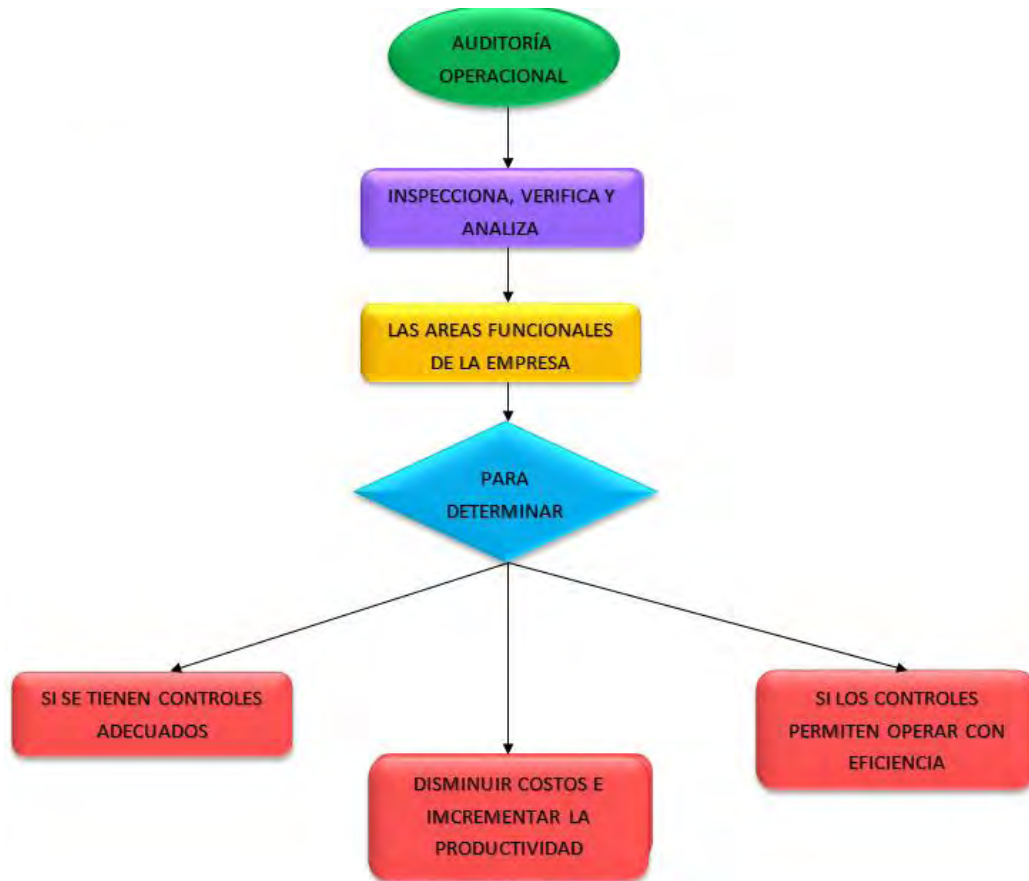 AUDITORÍA
OPERACIONAL
INSPECCIONA, VERIFICA Y
ANALIZA
LAS AREAS FUNCIONALES
DE LA EMPRESA
PARA
DETERMINAR
SI SE TIENEN CONTROLES
ADECUADOS
DISMINUIR COSTOS E
IMCREMENTAR LA
PRODUCTIVIDAD
SI LOS CONTROLES
PERMITEN OPERAR CON
EFICIENCIA